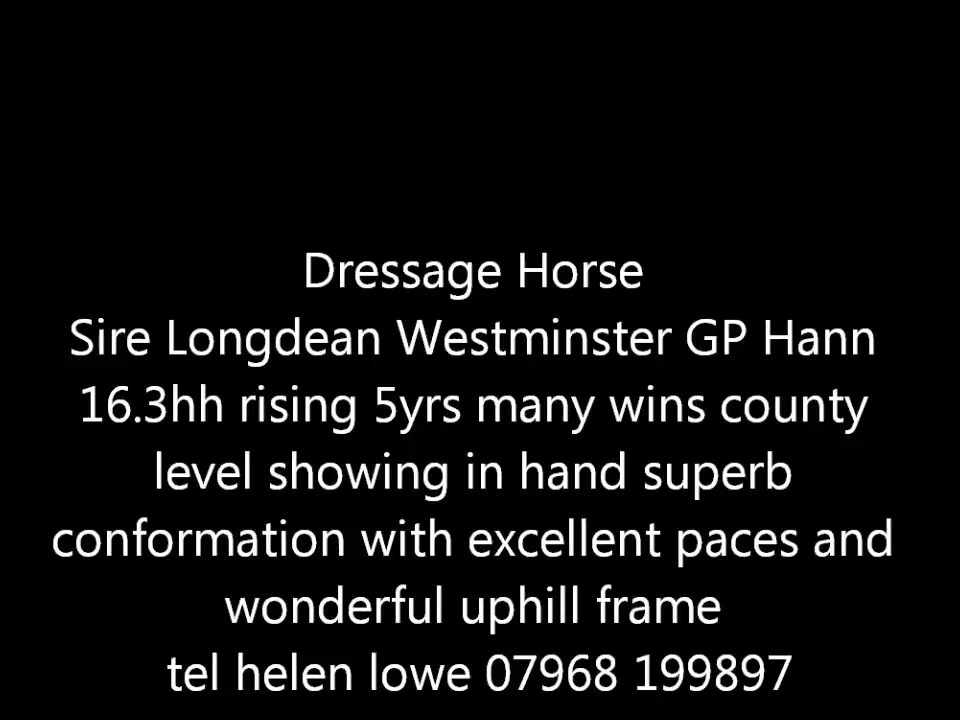 Dressage Horse
Sire Longdean Westminster GP Hann
16.3hh rising 5yrs many wins county
level showing in hand superb
conformation with excellent paces and
wonderful uphill frame
tel helen lowe 07968 199897